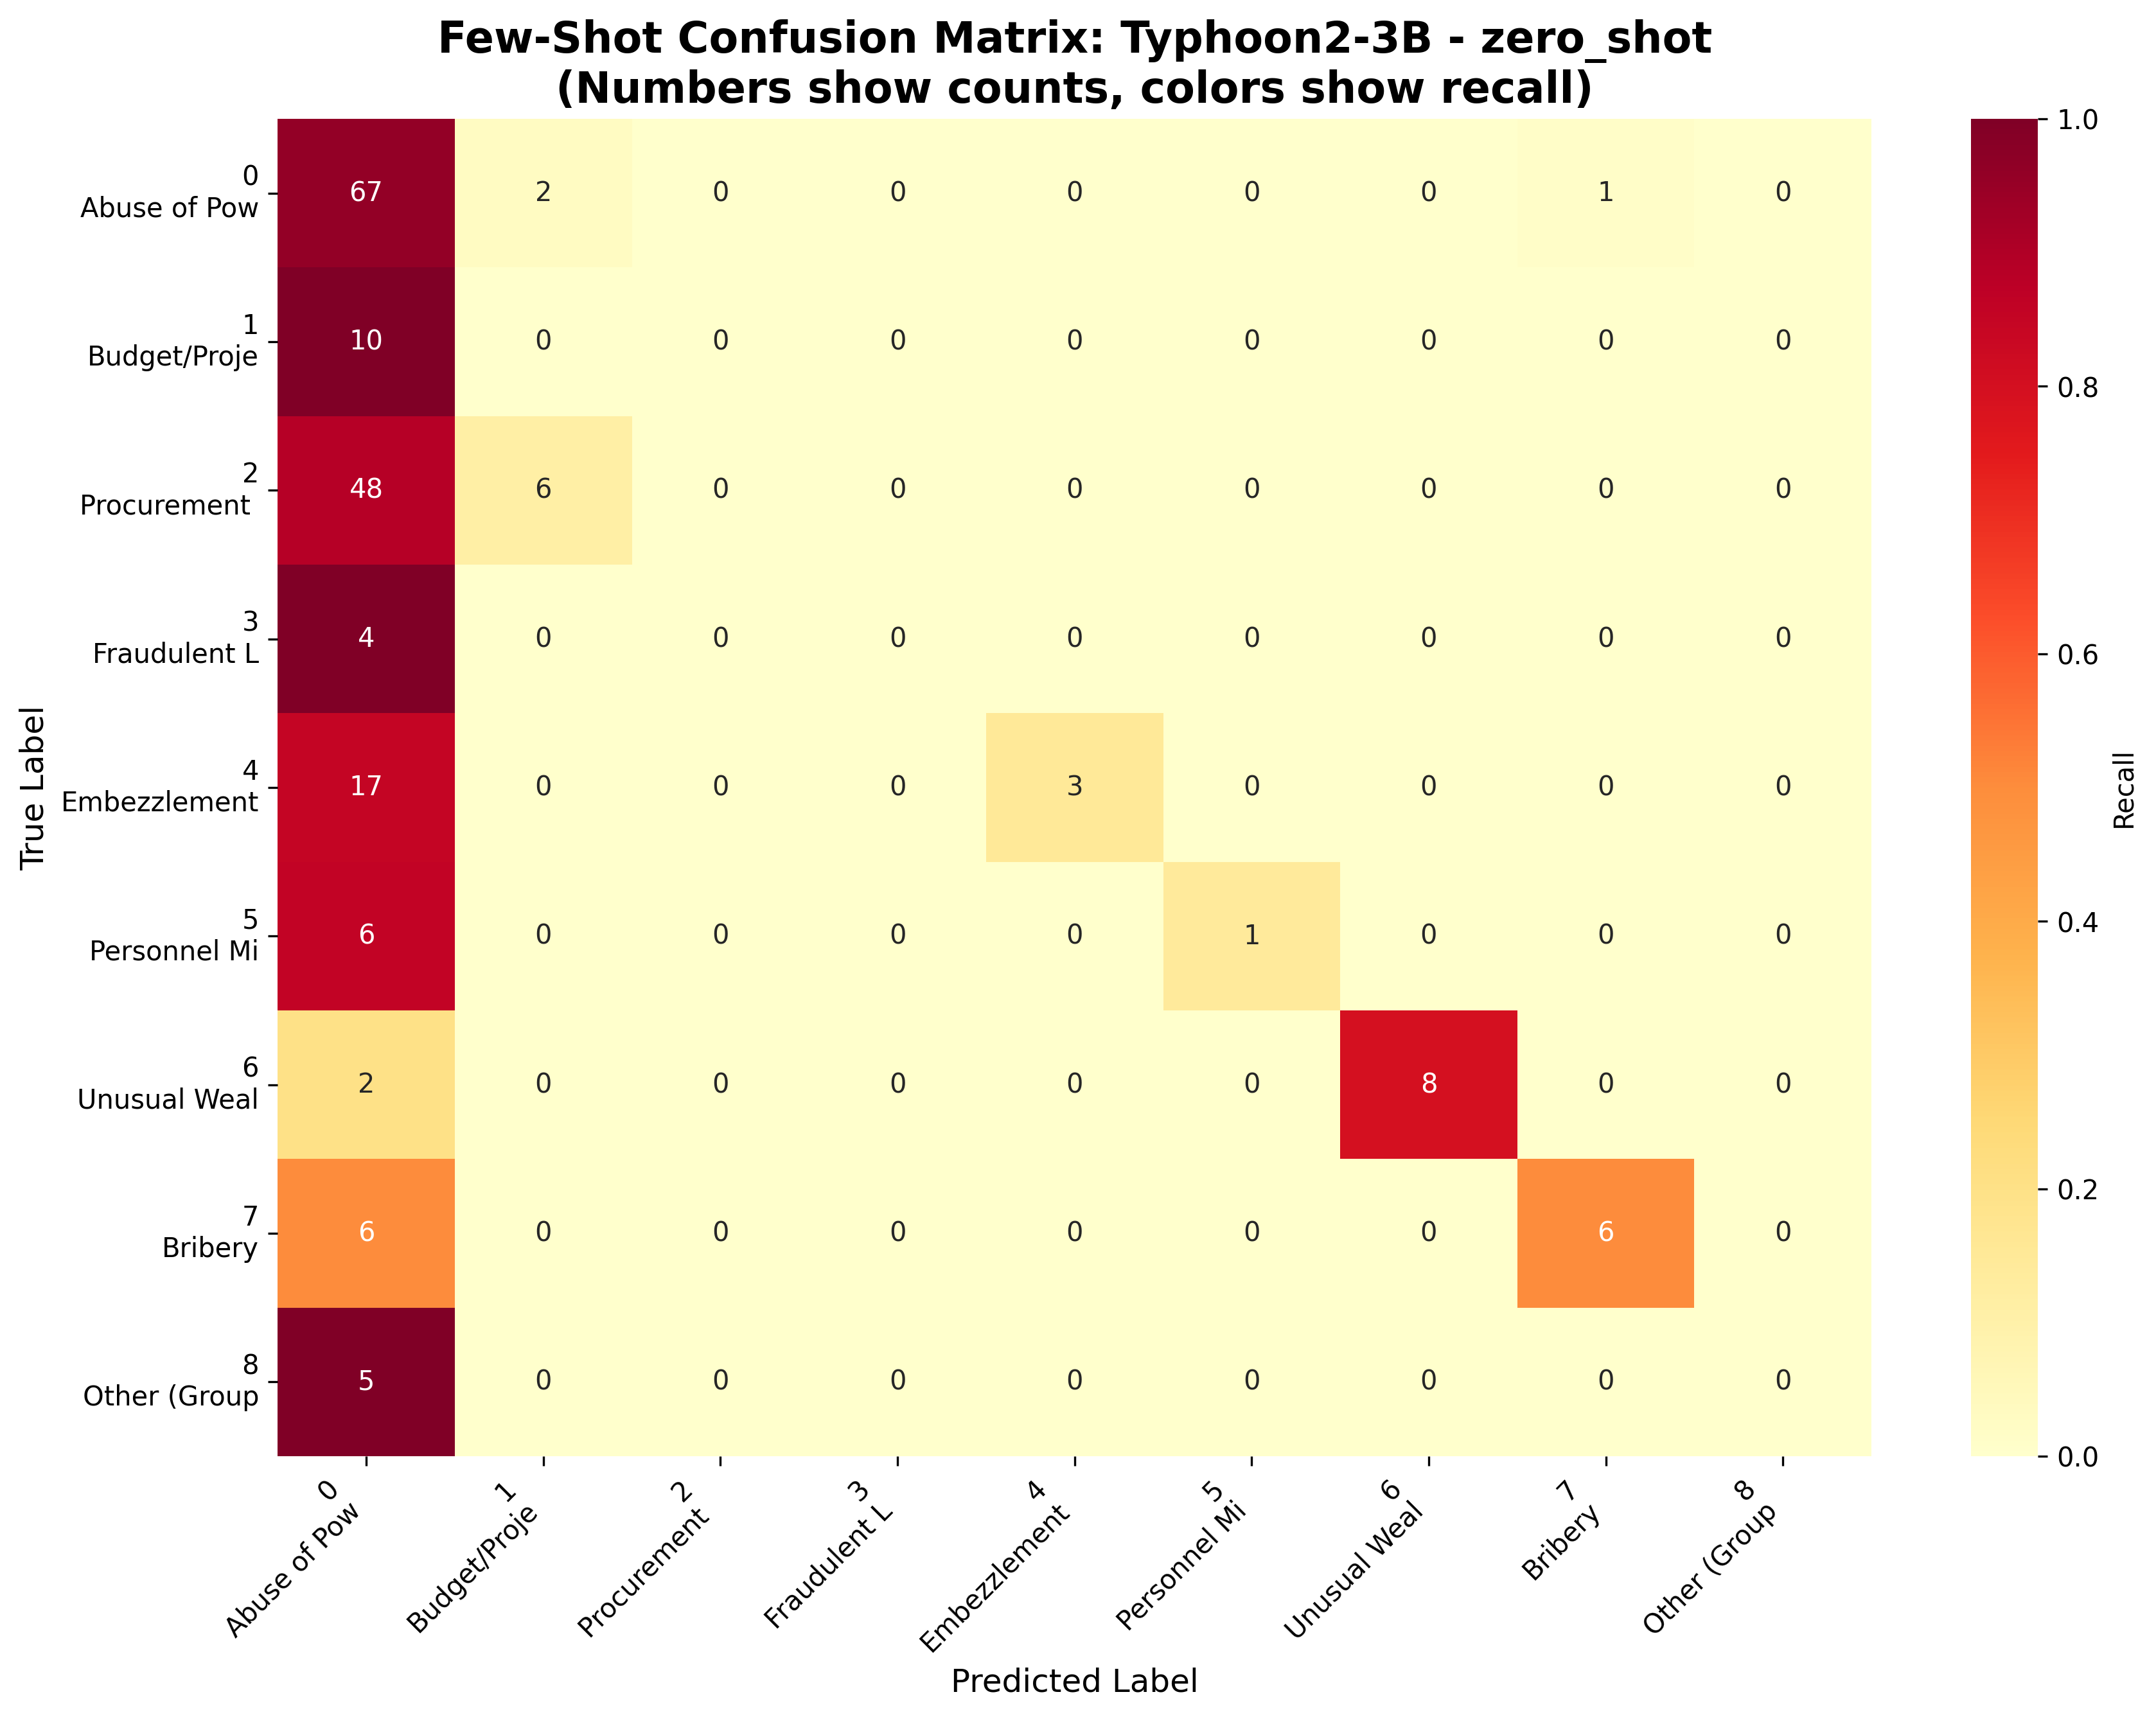 Few-Shot Confusion Matrix: Typhoon2-3B - zero_shot
(Numbers show counts, colors show recall)
True Label
0
Abuse of Pow
67 2 0 0 0 0 0 1 0
1
Budget/Proje
10 0 0 0 0 0 0 0 0
2
Procurement
48 6 0 0 0 0 0 0 0
3
Fraudulent L
4 0 0 0 0 0 0 0 0
4
Embezzlement
17 0 0 0 3 0 0 0 0
5
Personnel Mi
6 0 0 0 0 1 0 0 0
6
Unusual Weal
2 0 0 0 0 0 8 0 0
7
Bribery
6 0 0 0 0 0 0 6 0
8
Other (Group
5 0 0 0 0 0 0 0 0
0
Abuse of Pow
1
Budget/Proje
2
Procurement
3
Fraudulent L
4
Embezzlement
5
Personnel Mi
6
Unusual Weal
7
Bribery
8
Other (Group
Predicted Label
1.0
0.8
0.6
0.4
0.2
0.0
Recall